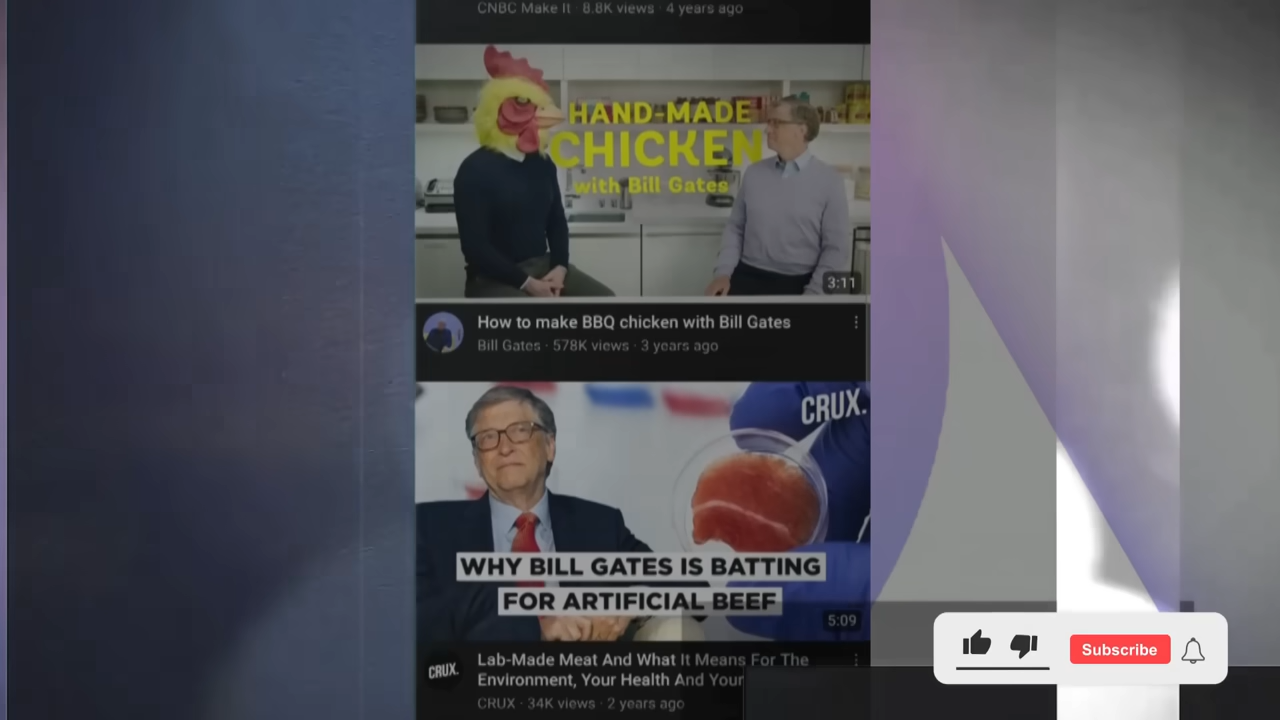 CNBC Make It · 8.8K views · 4 years ago
HAND-MADE
CHICKEN
with Bill Gates
3:11
How to make BBQ chicken with Bill Gates
Bill Gates · 578K views · 3 years ago
CRUX.
WHY BILL GATES IS BATTING
FOR ARTIFICIAL BEEF
5:09
CRUX.
Lab-Made Meat And What It Means For The
Environment, Your Health And Your
CRUX · 34K views · 2 years ago
Subscribe